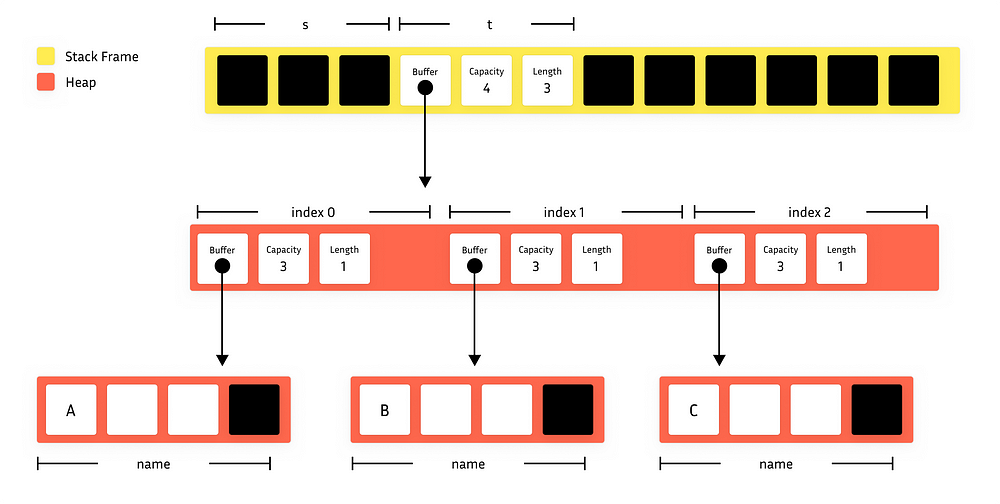 s
t
Stack Frame
Heap
Buffer
Capacity
4
Length
3
index 0
index 1
index 2
Buffer
Capacity
3
Length
1
Buffer
Capacity
3
Length
1
Buffer
Capacity
3
Length
1
A
B
C
name
name
name